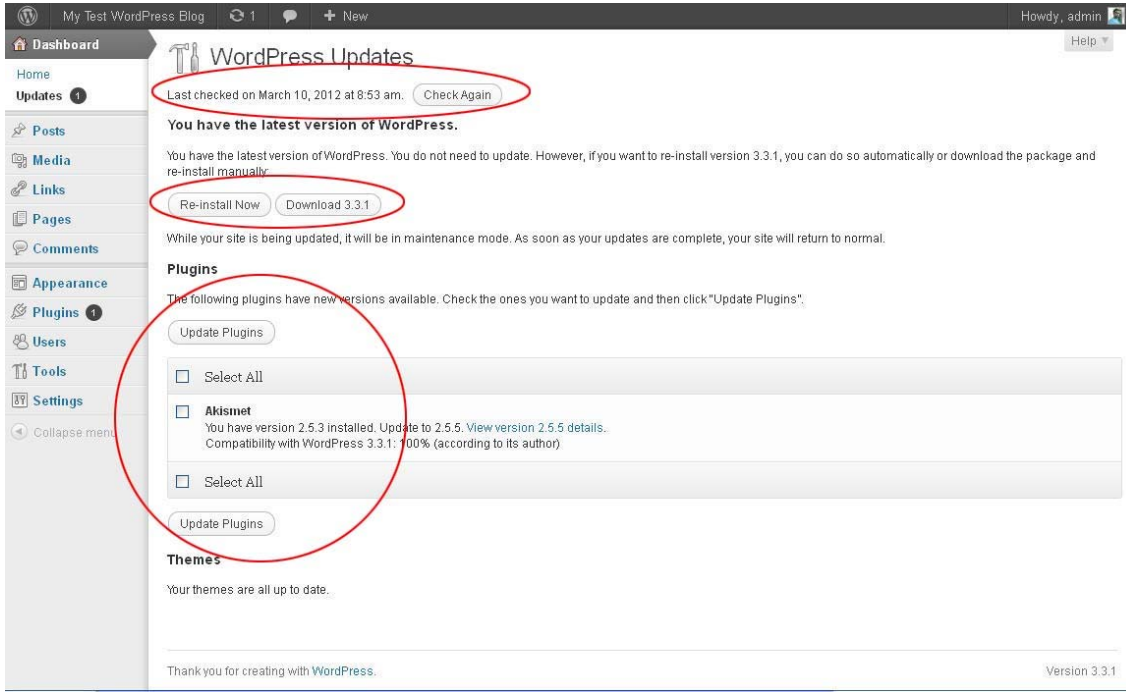 My Test WordPress Blog 1 + New Howdy, admin
Help
Dashboard
Home
Updates 1
Posts
Media
Links
Pages
Comments
Appearance
Plugins 1
Users
Tools
Settings
Collapse menu
WordPress Updates
Last checked on March 10, 2012 at 8:53 am. Check Again
You have the latest version of WordPress.
You have the latest version of WordPress. You do not need to update. However, if you want to re-install version 3.3.1, you can do so automatically or download the package and
re-install manually:
Re-install Now Download 3.3.1
While your site is being updated, it will be in maintenance mode. As soon as your updates are complete, your site will return to normal.
Plugins
The following plugins have new versions available. Check the ones you want to update and then click "Update Plugins".
Update Plugins
Select All
Akismet
You have version 2.5.3 installed. Update to 2.5.5. View version 2.5.5 details.
Compatibility with WordPress 3.3.1: 100% (according to its author)
Select All
Update Plugins
Themes
Your themes are all up to date.
Thank you for creating with WordPress. Version 3.3.1